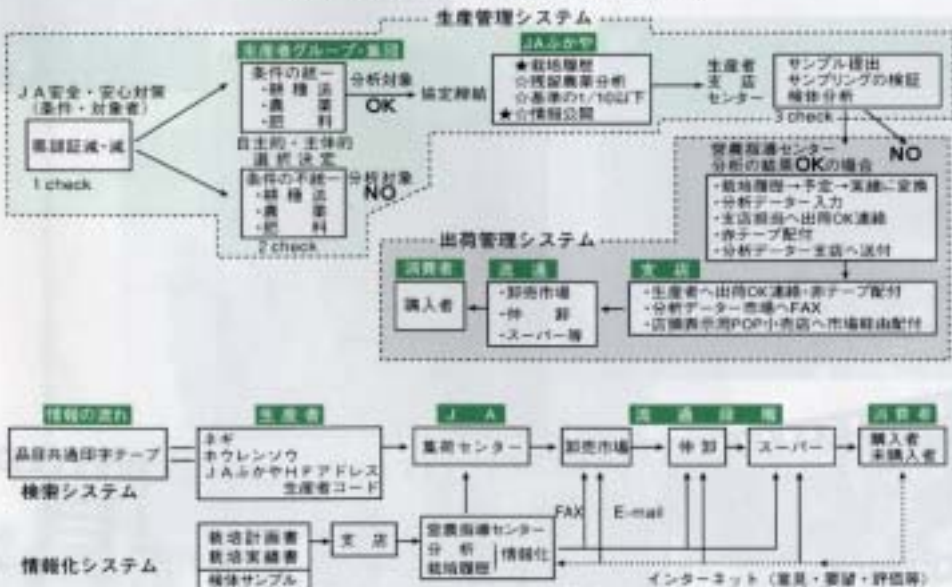 生産管理システム
JA安全・安心対策
(条件・対象者)
1 check
生産者グループ・集団
条件の統一
・耕種法
・農薬
・肥料
分析対象
OK
自主的・主体的
選択決定
条件の不統一
・耕種法
・農薬
・肥料
分析対象
NO
2 check
協定締結
JAふかや
★栽培履歴
☆残留農薬分析
☆基準の1/10以下
★☆情報公開
生産者
支店
センター
サンプル提出
サンプリングの検証
検体分析
3 check
NO
営農指導センター
分析の結果OKの場合
・栽培履歴→予定→実績に変換
・分析データー入力
・支店担当へ出荷OK連絡
・赤テープ配付
・分析データー支店へ送付
出荷管理システム
消費者
購入者
流通
・卸売市場
・仲卸
・スーパー等
支店
・生産者へ出荷OK連絡・赤テープ配付
・分析データー市場へFAX
・店頭表示用POP小売店へ市場経由配付
情報の流れ
生産者
JA
流通段階
消費者
品目共通印字テープ
検索システム
ネギ
ホウレンソウ
JAふかやHPアドレス
生産者コード
集荷センター
卸売市場
仲卸
スーパー
購入者
未購入者
FAX
E-mail
情報化システム
栽培計画書
栽培実績書
検体サンプル
支店
営農指導センター
分析
栽培履歴
情報化
インターネット(意見・要望・評価等)